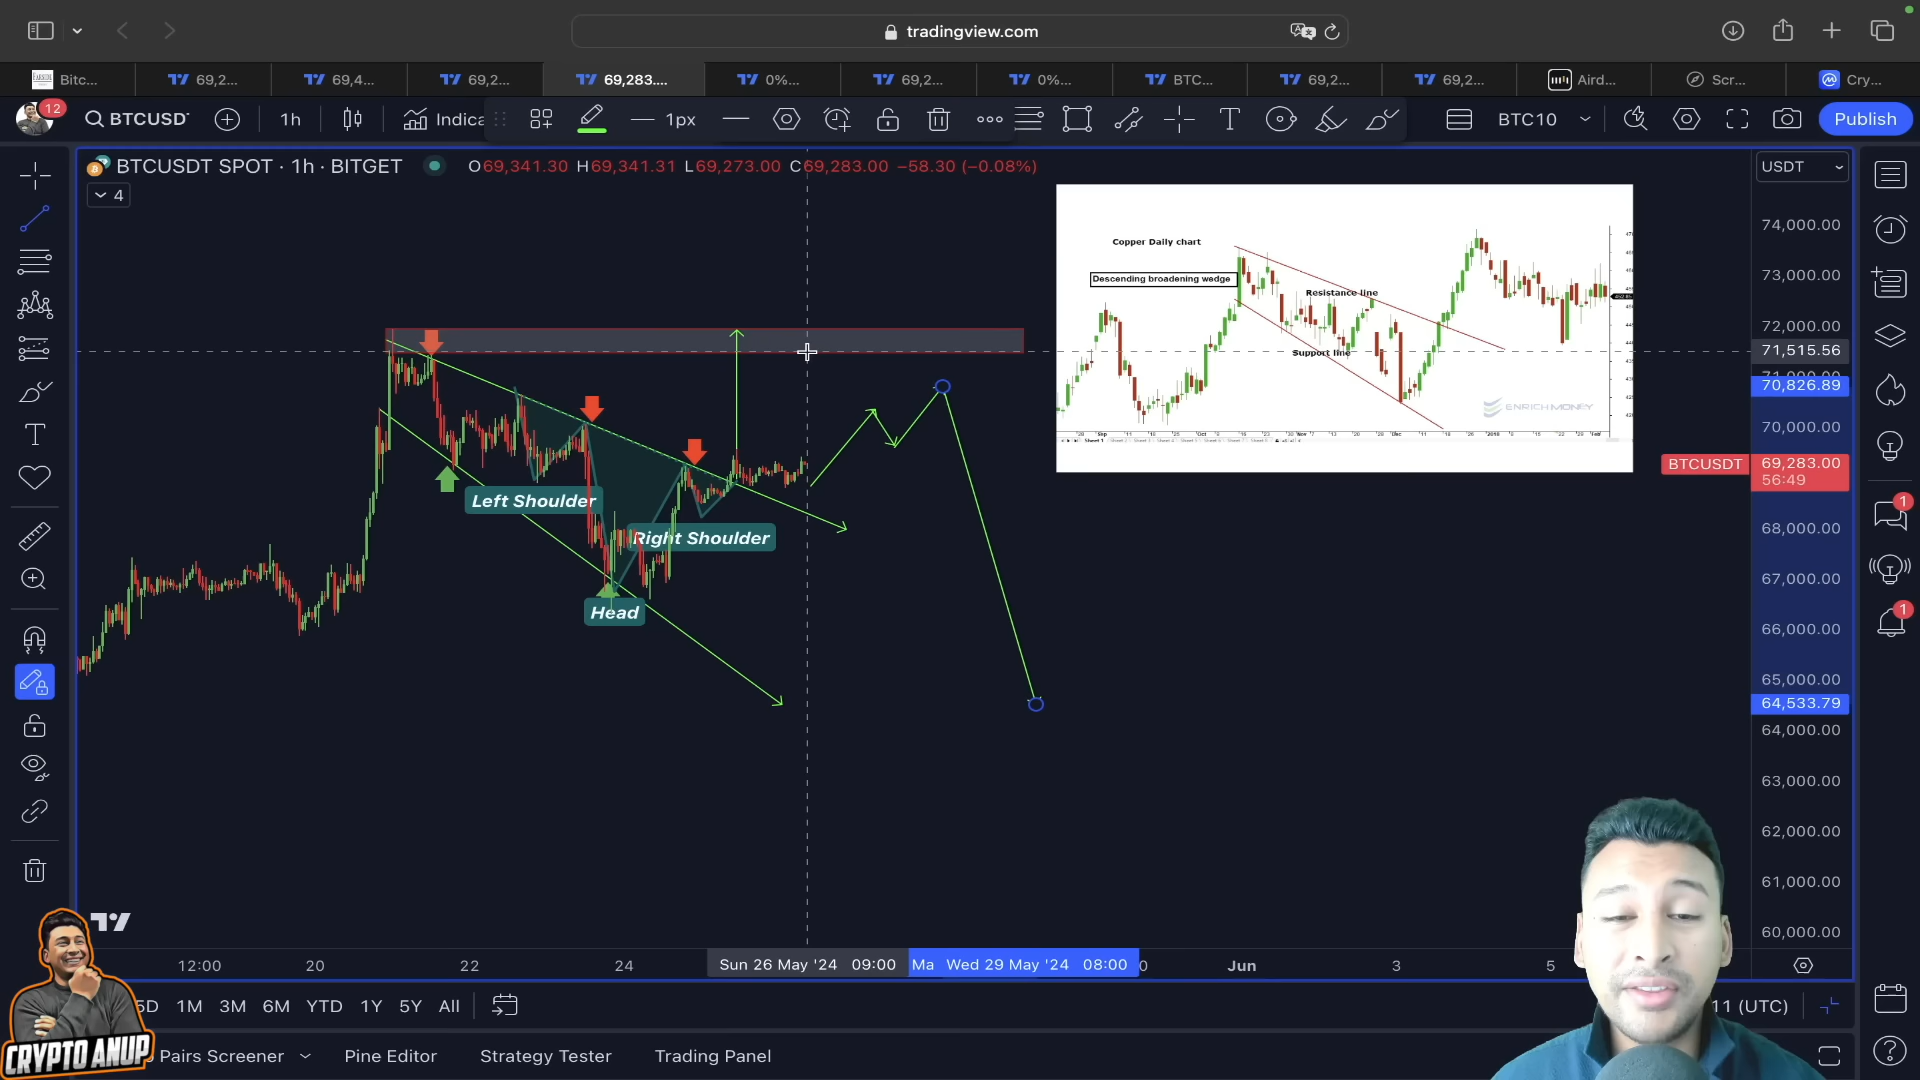 tradingview.com
Bitc...
69,2...
69,4...
69,2...
69,283....
0%...
69,2...
0%...
BTC...
69,2...
69,2...
Aird...
Scr...
Cry...
12
BTCUSD
1h
Indica
1px
BTC10
Publish
BTCUSDT SPOT · 1h · BITGET
O69,341.30 H69,341.31 L69,273.00 C69,283.00 −58.30 (−0.08%)
4
USDT
Copper Daily chart
Descending broadening wedge
Resistance line
Support line
ENRICHMONEY
Left Shoulder
Right Shoulder
Head
74,000.00
73,000.00
72,000.00
71,515.56
71,000.00
70,826.89
70,000.00
BTCUSDT
69,283.00
56:49
68,000.00
67,000.00
66,000.00
65,000.00
64,533.79
64,000.00
63,000.00
62,000.00
61,000.00
60,000.00
1
1
12:00
20
22
24
Sun 26 May '24 09:00
Ma
Wed 29 May '24 08:00
0
Jun
3
5
5D
1M
3M
6M
YTD
1Y
5Y
All
11 (UTC)
Pairs Screener
Pine Editor
Strategy Tester
Trading Panel
CRYPTO ANUP